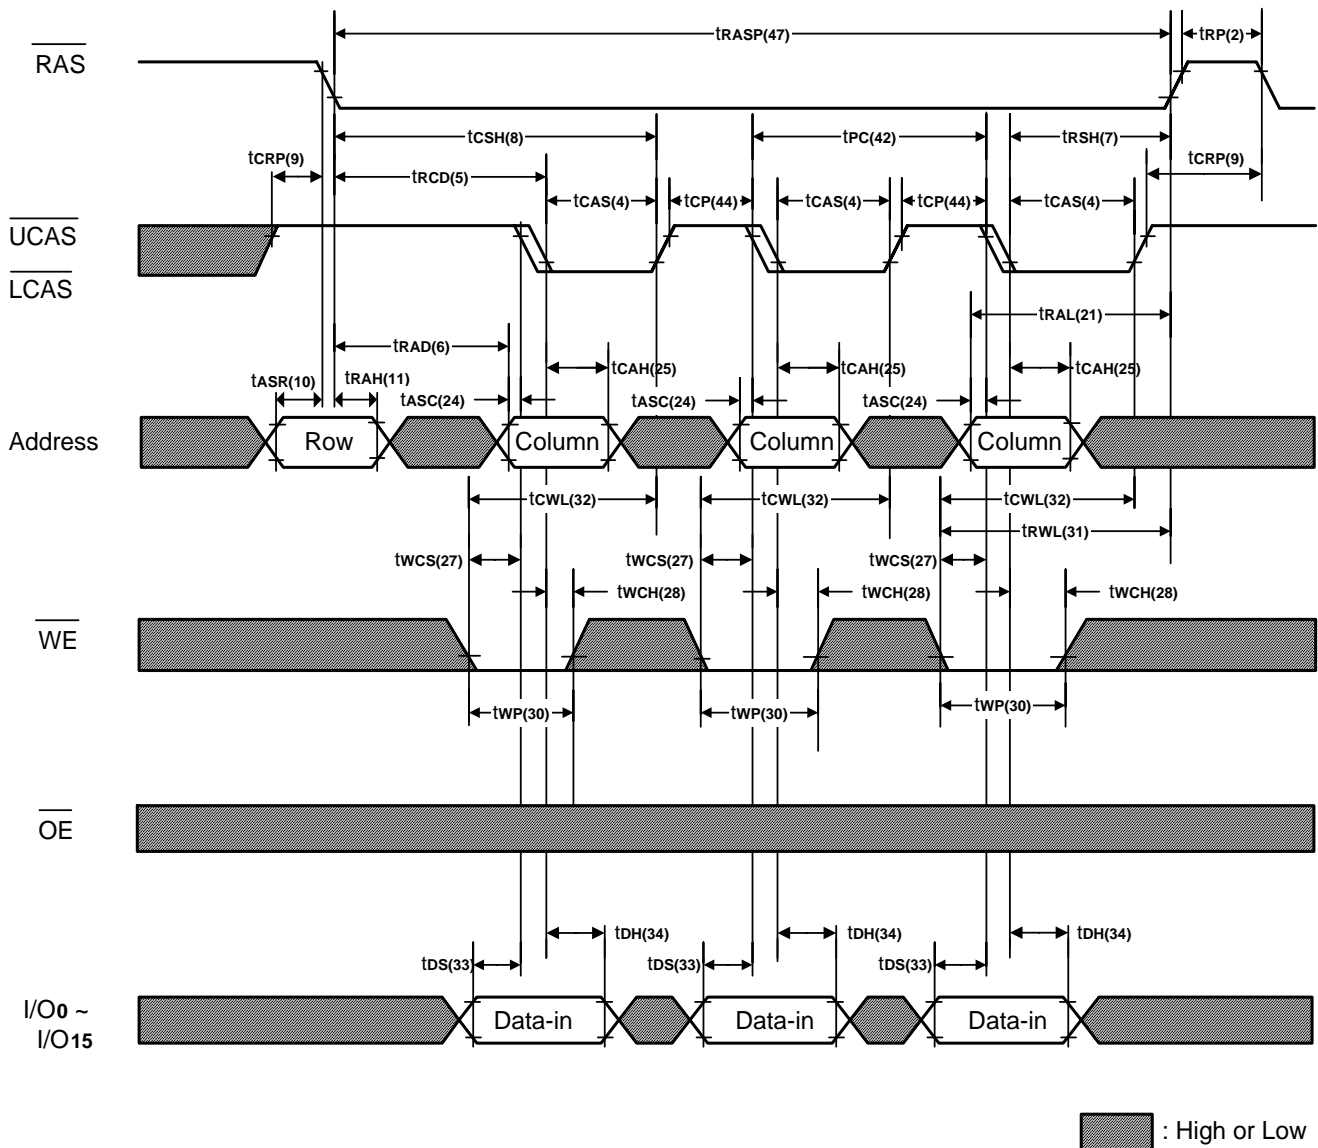 tRASP(47) tRP(2)
RAS
tCSH(8) tPC(42) tRSH(7)
tCRP(9) tRCD(5) tCRP(9)
tCAS(4) tCP(44) tCAS(4) tCP(44) tCAS(4)
UCAS
LCAS
tRAL(21)
tRAD(6)
tASR(10) tRAH(11) tCAH(25) tCAH(25) tCAH(25)
tASC(24) tASC(24) tASC(24)
Address Row Column Column Column
tCWL(32) tCWL(32) tCWL(32)
tRWL(31)
tWCS(27) tWCS(27) tWCS(27)
tWCH(28) tWCH(28) tWCH(28)
WE
tWP(30) tWP(30) tWP(30)
OE
tDH(34) tDH(34) tDH(34)
tDS(33) tDS(33) tDS(33)
I/O0 ~
I/O15
Data-in Data-in Data-in
: High or Low